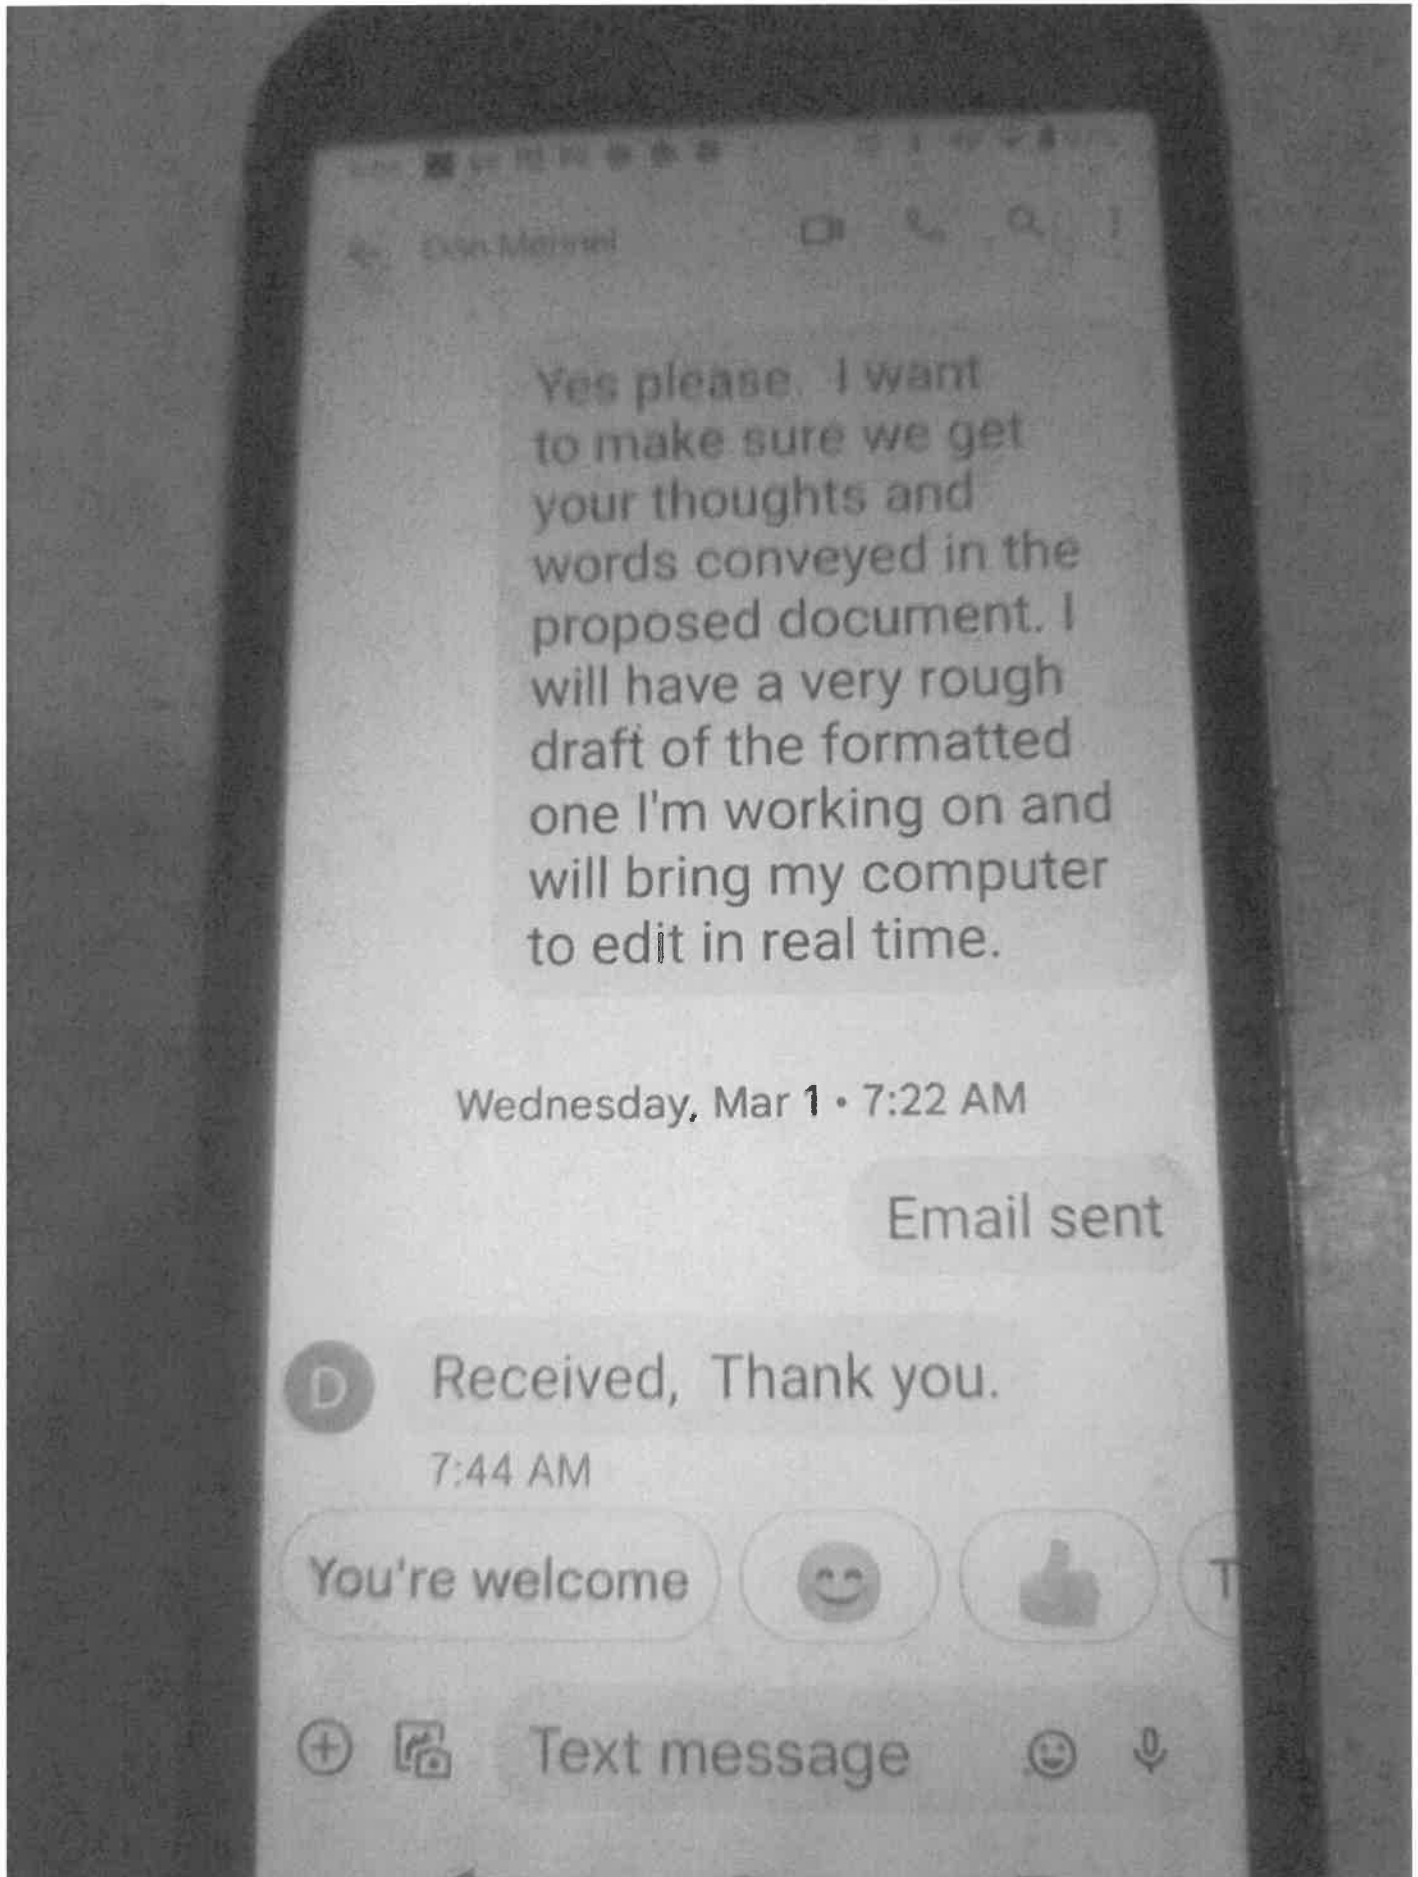 Yes please. I want
to make sure we get
your thoughts and
words conveyed in the
proposed document. I
will have a very rough
draft of the formatted
one I'm working on and
will bring my computer
to edit in real time.
Wednesday, Mar 1 • 7:22 AM
Email sent
D
Received, Thank you.
7:44 AM
You're welcome
T
Text message